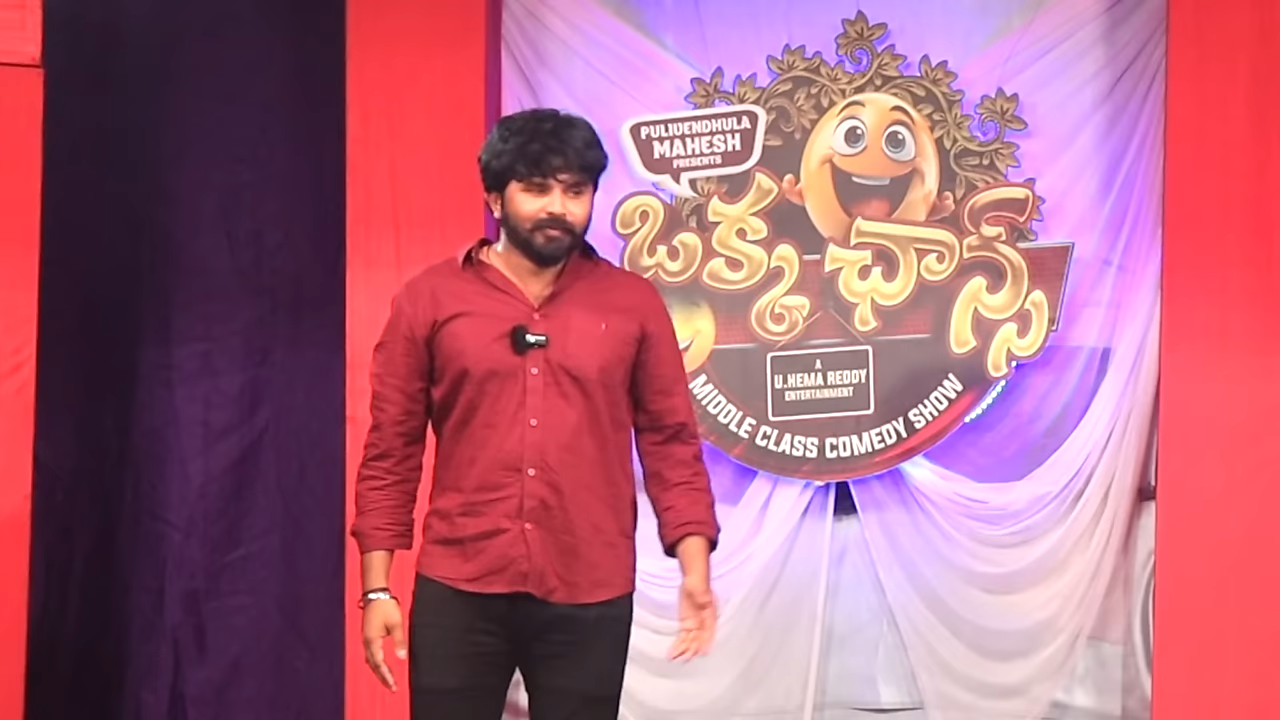 PULIVENDHULA
MAHESH
PRESENTS
ఒక్క ఛాన్స్
A
U.HEMA REDDY
ENTERTAINMENT
MIDDLE CLASS COMEDY SHOW